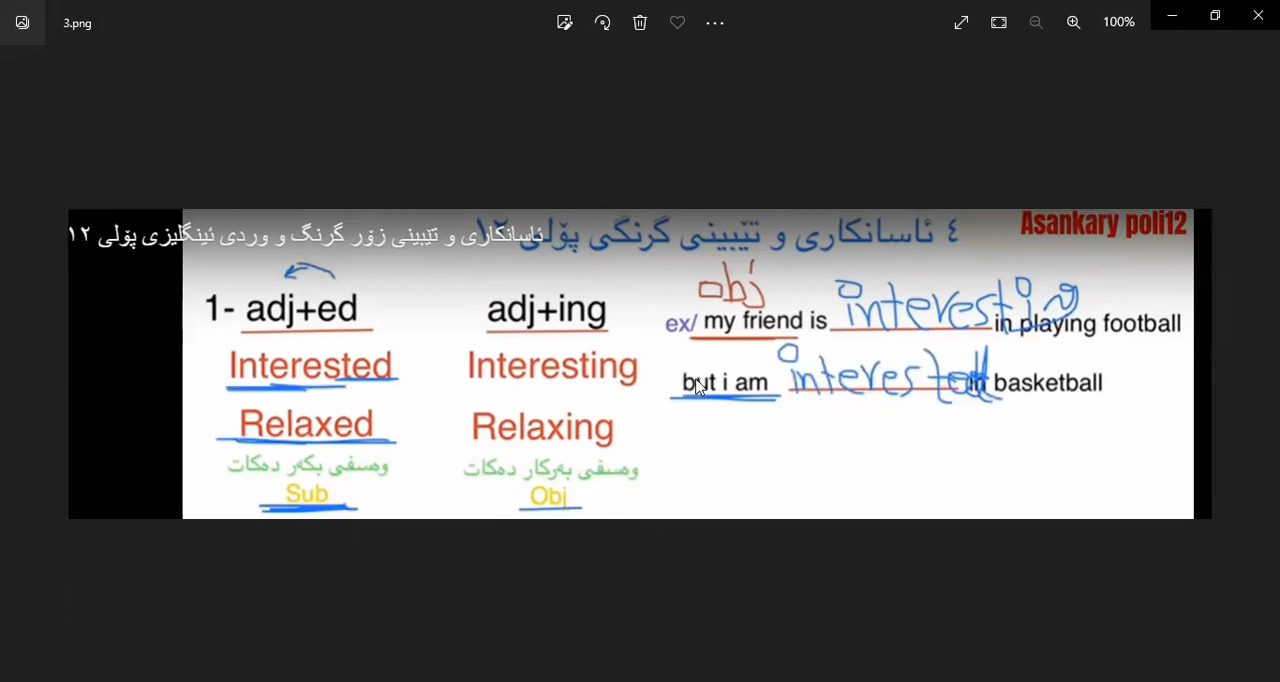 3.png
100%
ئاسانکاری و تێبینی زۆر گرنگ و وردی ئینگلیزی پۆلی ١٢
٤ ئاسانکاری و تێبینی گرنگی پۆلی ١٢
Asankary poli12
1- adj+ed
adj+ing
obj
ex/ my friend is interesting in playing football
Interested
Interesting
but i am interested in basketball
Relaxed
Relaxing
وەسفی بکەر دەکات
وەسفی بەرکار دەکات
Sub
Obj